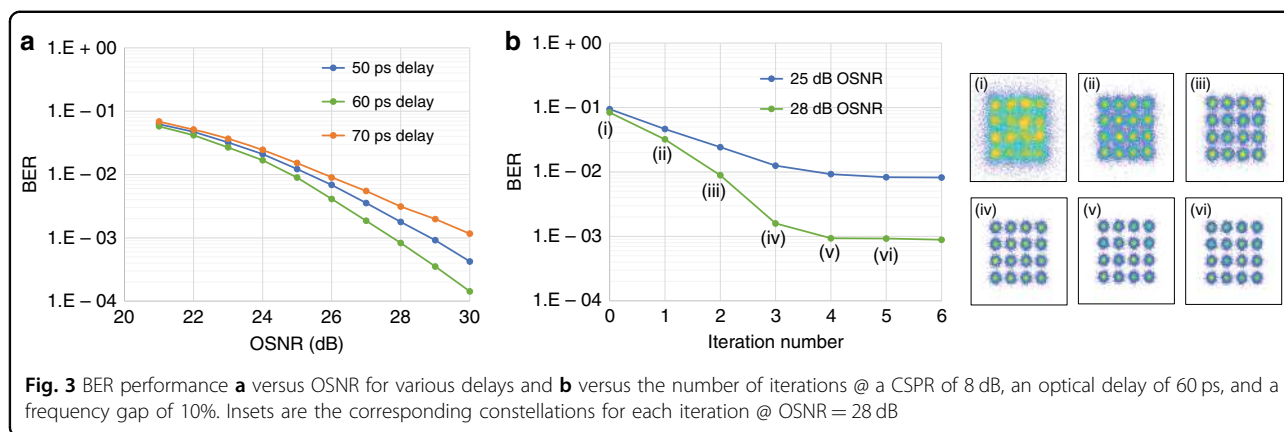 a
1.E + 00
1.E – 01
1.E – 02
1.E – 03
1.E – 04
BER
20 22 24 26 28 30
OSNR (dB)
50 ps delay
60 ps delay
70 ps delay
b
1.E + 00
1.E – 01
1.E – 02
1.E – 03
1.E – 04
BER
0 1 2 3 4 5 6
Iteration number
25 dB OSNR
28 dB OSNR
(i)
(ii)
(iii)
(iv)
(v)
(vi)
(i) (ii) (iii)
(iv) (v) (vi)
Fig. 3 BER performance a versus OSNR for various delays and b versus the number of iterations @ a CSPR of 8 dB, an optical delay of 60 ps, and a
frequency gap of 10%. Insets are the corresponding constellations for each iteration @ OSNR = 28 dB